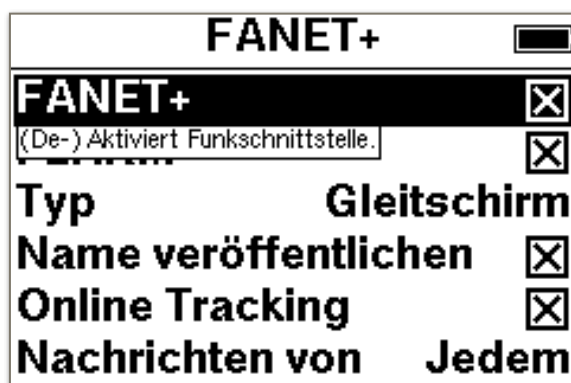 FANET+
FANET+
(De-) Aktiviert Funkschnittstelle.
Typ Gleitschirm
Name veröffentlichen
Online Tracking
Nachrichten von Jedem